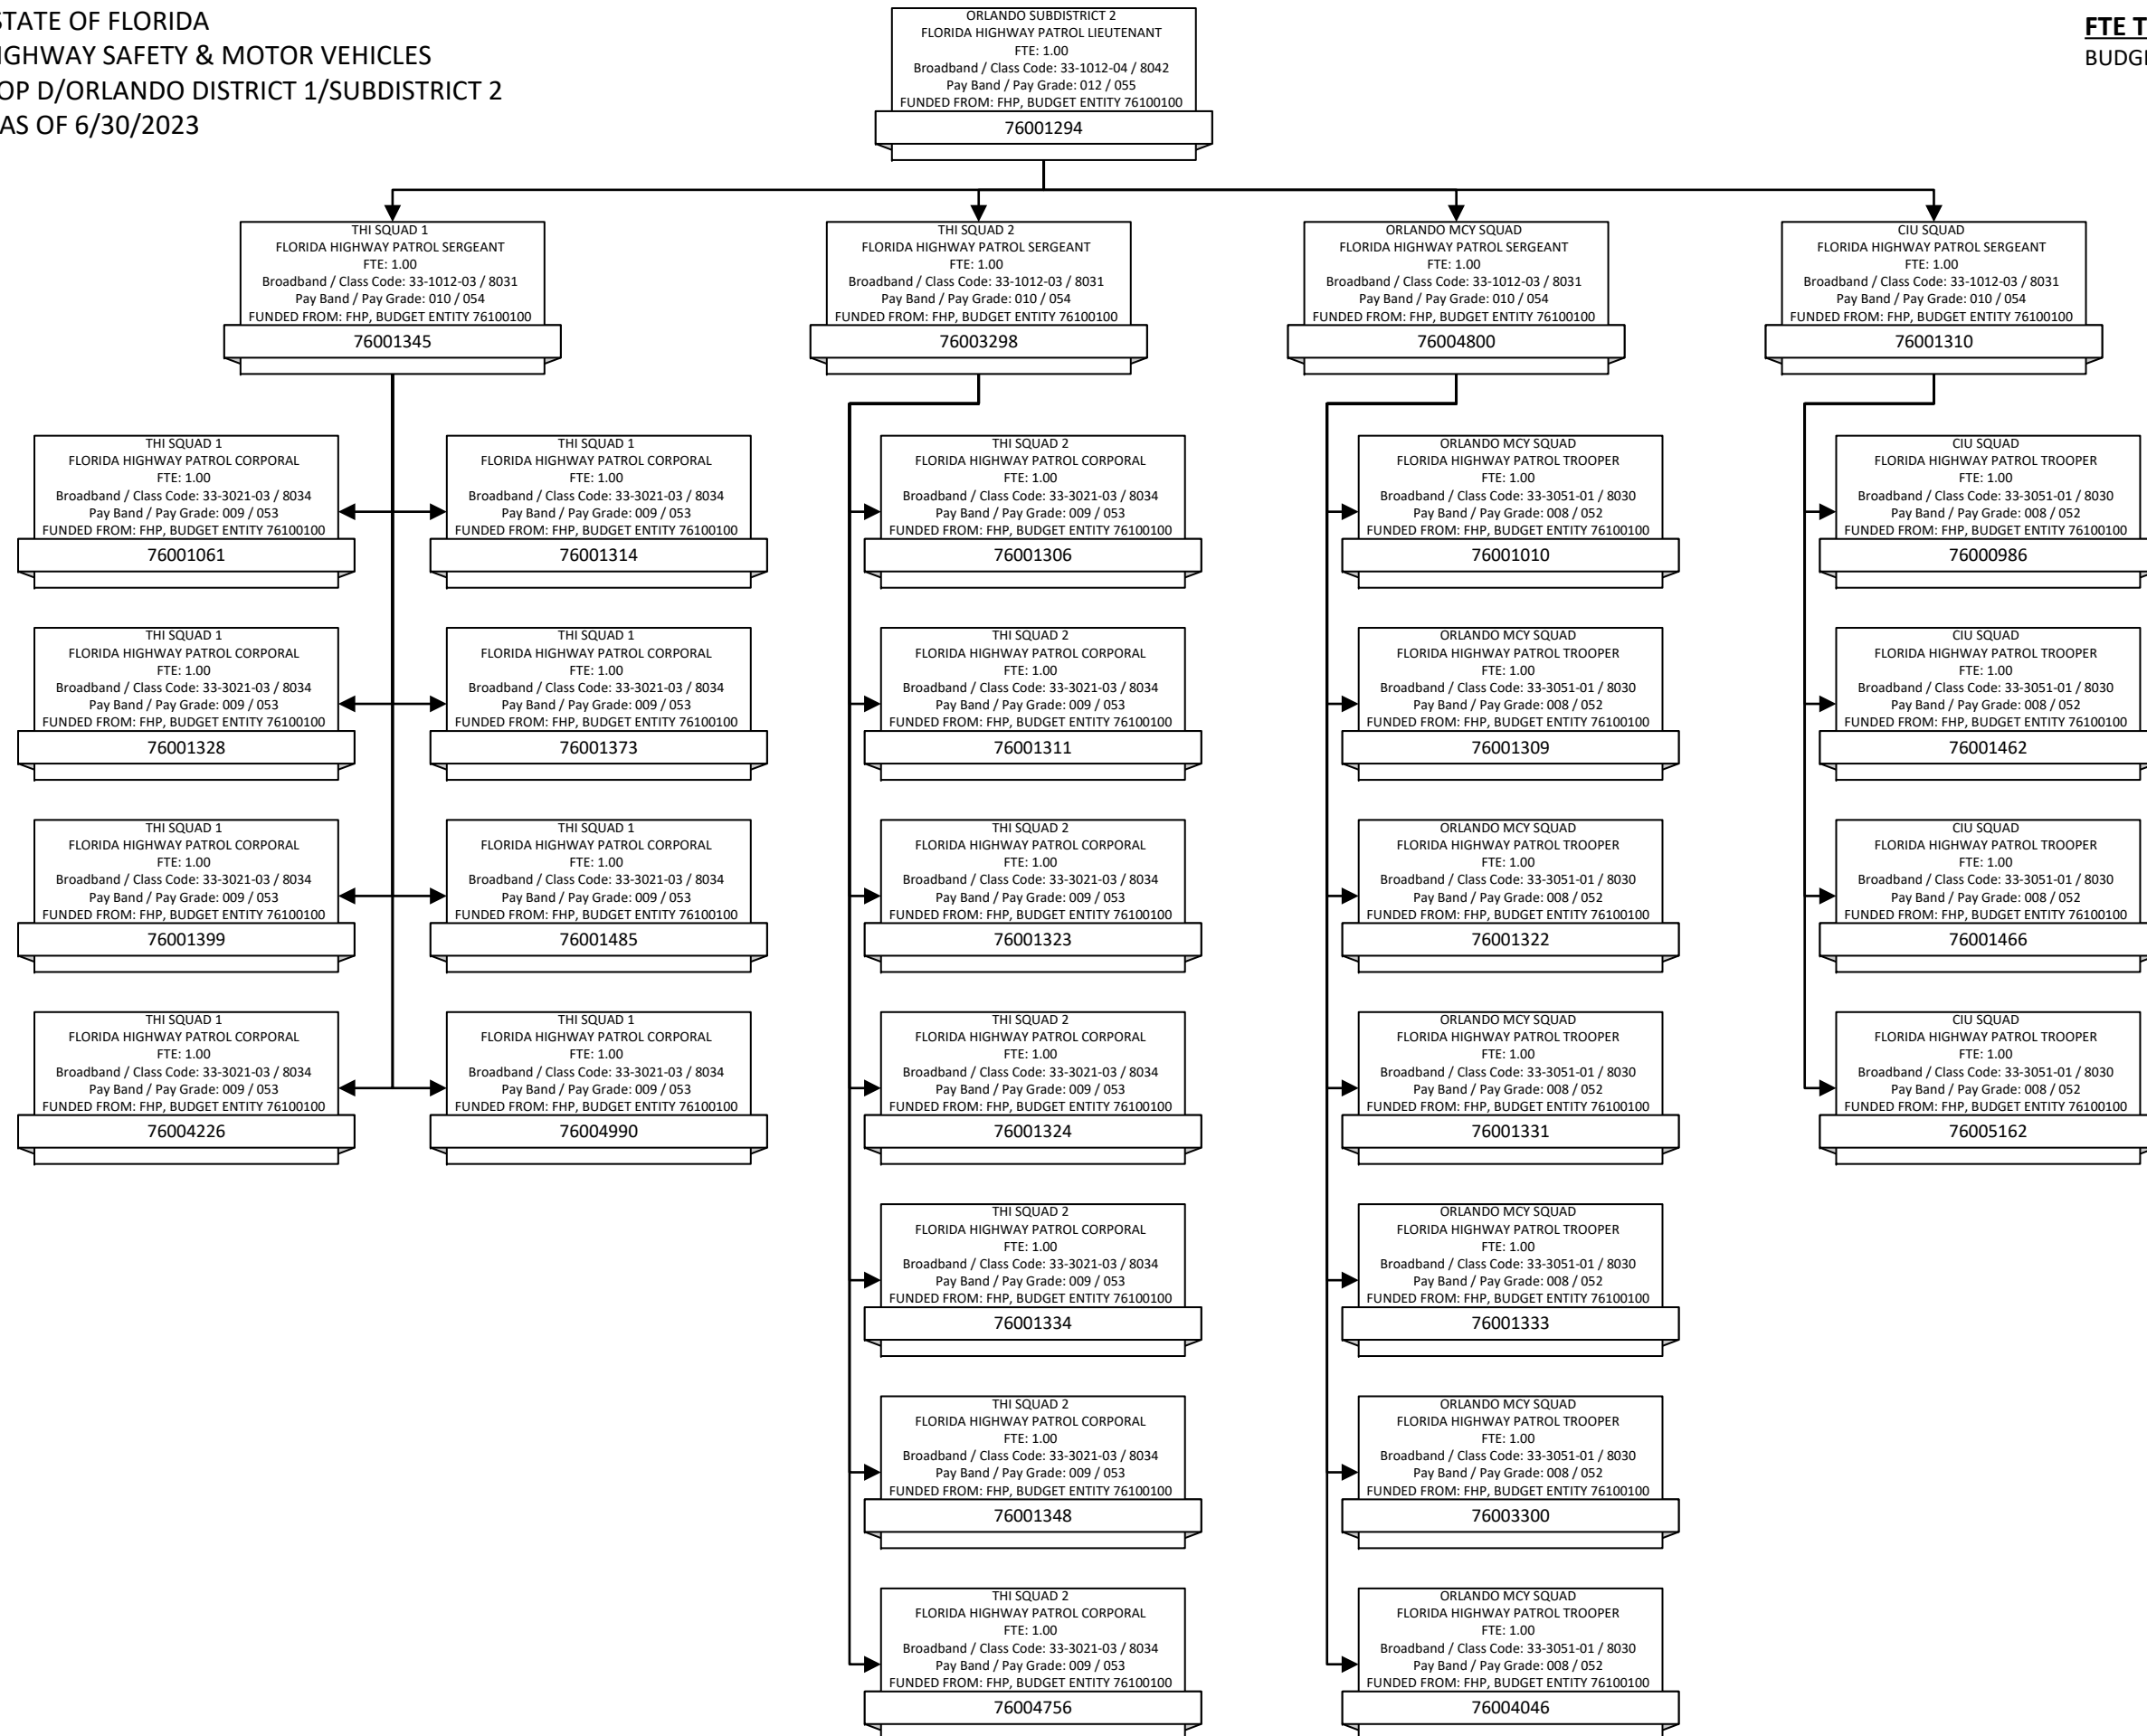 STATE OF FLORIDA
IGHWAY SAFETY & MOTOR VEHICLES
OP D/ORLANDO DISTRICT 1/SUBDISTRICT 2
AS OF 6/30/2023
ORLANDO SUBDISTRICT 2
FLORIDA HIGHWAY PATROL LIEUTENANT
FTE: 1.00
Broadband / Class Code: 33-1012-04 / 8042
Pay Band / Pay Grade: 012 / 055
FUNDED FROM: FHP, BUDGET ENTITY 76100100
76001294
FTE T
BUDG
THI SQUAD 1
FLORIDA HIGHWAY PATROL SERGEANT
FTE: 1.00
Broadband / Class Code: 33-1012-03 / 8031
Pay Band / Pay Grade: 010 / 054
FUNDED FROM: FHP, BUDGET ENTITY 76100100
76001345
THI SQUAD 2
FLORIDA HIGHWAY PATROL SERGEANT
FTE: 1.00
Broadband / Class Code: 33-1012-03 / 8031
Pay Band / Pay Grade: 010 / 054
FUNDED FROM: FHP, BUDGET ENTITY 76100100
76003298
ORLANDO MCY SQUAD
FLORIDA HIGHWAY PATROL SERGEANT
FTE: 1.00
Broadband / Class Code: 33-1012-03 / 8031
Pay Band / Pay Grade: 010 / 054
FUNDED FROM: FHP, BUDGET ENTITY 76100100
76004800
CIU SQUAD
FLORIDA HIGHWAY PATROL SERGEANT
FTE: 1.00
Broadband / Class Code: 33-1012-03 / 8031
Pay Band / Pay Grade: 010 / 054
FUNDED FROM: FHP, BUDGET ENTITY 76100100
76001310
THI SQUAD 1
FLORIDA HIGHWAY PATROL CORPORAL
FTE: 1.00
Broadband / Class Code: 33-3021-03 / 8034
Pay Band / Pay Grade: 009 / 053
FUNDED FROM: FHP, BUDGET ENTITY 76100100
76001061
THI SQUAD 1
FLORIDA HIGHWAY PATROL CORPORAL
FTE: 1.00
Broadband / Class Code: 33-3021-03 / 8034
Pay Band / Pay Grade: 009 / 053
FUNDED FROM: FHP, BUDGET ENTITY 76100100
76001314
THI SQUAD 2
FLORIDA HIGHWAY PATROL CORPORAL
FTE: 1.00
Broadband / Class Code: 33-3021-03 / 8034
Pay Band / Pay Grade: 009 / 053
FUNDED FROM: FHP, BUDGET ENTITY 76100100
76001306
ORLANDO MCY SQUAD
FLORIDA HIGHWAY PATROL TROOPER
FTE: 1.00
Broadband / Class Code: 33-3051-01 / 8030
Pay Band / Pay Grade: 008 / 052
FUNDED FROM: FHP, BUDGET ENTITY 76100100
76001010
CIU SQUAD
FLORIDA HIGHWAY PATROL TROOPER
FTE: 1.00
Broadband / Class Code: 33-3051-01 / 8030
Pay Band / Pay Grade: 008 / 052
FUNDED FROM: FHP, BUDGET ENTITY 76100100
76000986
THI SQUAD 1
FLORIDA HIGHWAY PATROL CORPORAL
FTE: 1.00
Broadband / Class Code: 33-3021-03 / 8034
Pay Band / Pay Grade: 009 / 053
FUNDED FROM: FHP, BUDGET ENTITY 76100100
76001328
THI SQUAD 1
FLORIDA HIGHWAY PATROL CORPORAL
FTE: 1.00
Broadband / Class Code: 33-3021-03 / 8034
Pay Band / Pay Grade: 009 / 053
FUNDED FROM: FHP, BUDGET ENTITY 76100100
76001373
THI SQUAD 2
FLORIDA HIGHWAY PATROL CORPORAL
FTE: 1.00
Broadband / Class Code: 33-3021-03 / 8034
Pay Band / Pay Grade: 009 / 053
FUNDED FROM: FHP, BUDGET ENTITY 76100100
76001311
ORLANDO MCY SQUAD
FLORIDA HIGHWAY PATROL TROOPER
FTE: 1.00
Broadband / Class Code: 33-3051-01 / 8030
Pay Band / Pay Grade: 008 / 052
FUNDED FROM: FHP, BUDGET ENTITY 76100100
76001309
CIU SQUAD
FLORIDA HIGHWAY PATROL TROOPER
FTE: 1.00
Broadband / Class Code: 33-3051-01 / 8030
Pay Band / Pay Grade: 008 / 052
FUNDED FROM: FHP, BUDGET ENTITY 76100100
76001462
THI SQUAD 1
FLORIDA HIGHWAY PATROL CORPORAL
FTE: 1.00
Broadband / Class Code: 33-3021-03 / 8034
Pay Band / Pay Grade: 009 / 053
FUNDED FROM: FHP, BUDGET ENTITY 76100100
76001399
THI SQUAD 1
FLORIDA HIGHWAY PATROL CORPORAL
FTE: 1.00
Broadband / Class Code: 33-3021-03 / 8034
Pay Band / Pay Grade: 009 / 053
FUNDED FROM: FHP, BUDGET ENTITY 76100100
76001485
THI SQUAD 2
FLORIDA HIGHWAY PATROL CORPORAL
FTE: 1.00
Broadband / Class Code: 33-3021-03 / 8034
Pay Band / Pay Grade: 009 / 053
FUNDED FROM: FHP, BUDGET ENTITY 76100100
76001323
ORLANDO MCY SQUAD
FLORIDA HIGHWAY PATROL TROOPER
FTE: 1.00
Broadband / Class Code: 33-3051-01 / 8030
Pay Band / Pay Grade: 008 / 052
FUNDED FROM: FHP, BUDGET ENTITY 76100100
76001322
CIU SQUAD
FLORIDA HIGHWAY PATROL TROOPER
FTE: 1.00
Broadband / Class Code: 33-3051-01 / 8030
Pay Band / Pay Grade: 008 / 052
FUNDED FROM: FHP, BUDGET ENTITY 76100100
76001466
THI SQUAD 1
FLORIDA HIGHWAY PATROL CORPORAL
FTE: 1.00
Broadband / Class Code: 33-3021-03 / 8034
Pay Band / Pay Grade: 009 / 053
FUNDED FROM: FHP, BUDGET ENTITY 76100100
76004226
THI SQUAD 1
FLORIDA HIGHWAY PATROL CORPORAL
FTE: 1.00
Broadband / Class Code: 33-3021-03 / 8034
Pay Band / Pay Grade: 009 / 053
FUNDED FROM: FHP, BUDGET ENTITY 76100100
76004990
THI SQUAD 2
FLORIDA HIGHWAY PATROL CORPORAL
FTE: 1.00
Broadband / Class Code: 33-3021-03 / 8034
Pay Band / Pay Grade: 009 / 053
FUNDED FROM: FHP, BUDGET ENTITY 76100100
76001324
ORLANDO MCY SQUAD
FLORIDA HIGHWAY PATROL TROOPER
FTE: 1.00
Broadband / Class Code: 33-3051-01 / 8030
Pay Band / Pay Grade: 008 / 052
FUNDED FROM: FHP, BUDGET ENTITY 76100100
76001331
CIU SQUAD
FLORIDA HIGHWAY PATROL TROOPER
FTE: 1.00
Broadband / Class Code: 33-3051-01 / 8030
Pay Band / Pay Grade: 008 / 052
FUNDED FROM: FHP, BUDGET ENTITY 76100100
76005162
THI SQUAD 2
FLORIDA HIGHWAY PATROL CORPORAL
FTE: 1.00
Broadband / Class Code: 33-3021-03 / 8034
Pay Band / Pay Grade: 009 / 053
FUNDED FROM: FHP, BUDGET ENTITY 76100100
76001334
ORLANDO MCY SQUAD
FLORIDA HIGHWAY PATROL TROOPER
FTE: 1.00
Broadband / Class Code: 33-3051-01 / 8030
Pay Band / Pay Grade: 008 / 052
FUNDED FROM: FHP, BUDGET ENTITY 76100100
76001333
THI SQUAD 2
FLORIDA HIGHWAY PATROL CORPORAL
FTE: 1.00
Broadband / Class Code: 33-3021-03 / 8034
Pay Band / Pay Grade: 009 / 053
FUNDED FROM: FHP, BUDGET ENTITY 76100100
76001348
ORLANDO MCY SQUAD
FLORIDA HIGHWAY PATROL TROOPER
FTE: 1.00
Broadband / Class Code: 33-3051-01 / 8030
Pay Band / Pay Grade: 008 / 052
FUNDED FROM: FHP, BUDGET ENTITY 76100100
76003300
THI SQUAD 2
FLORIDA HIGHWAY PATROL CORPORAL
FTE: 1.00
Broadband / Class Code: 33-3021-03 / 8034
Pay Band / Pay Grade: 009 / 053
FUNDED FROM: FHP, BUDGET ENTITY 76100100
76004756
ORLANDO MCY SQUAD
FLORIDA HIGHWAY PATROL TROOPER
FTE: 1.00
Broadband / Class Code: 33-3051-01 / 8030
Pay Band / Pay Grade: 008 / 052
FUNDED FROM: FHP, BUDGET ENTITY 76100100
76004046